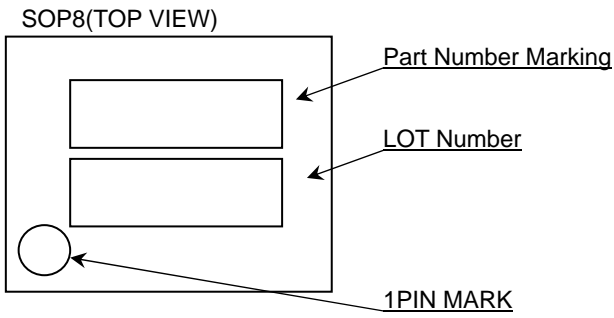 SOP8(TOP VIEW)
Part Number Marking
LOT Number
1PIN MARK